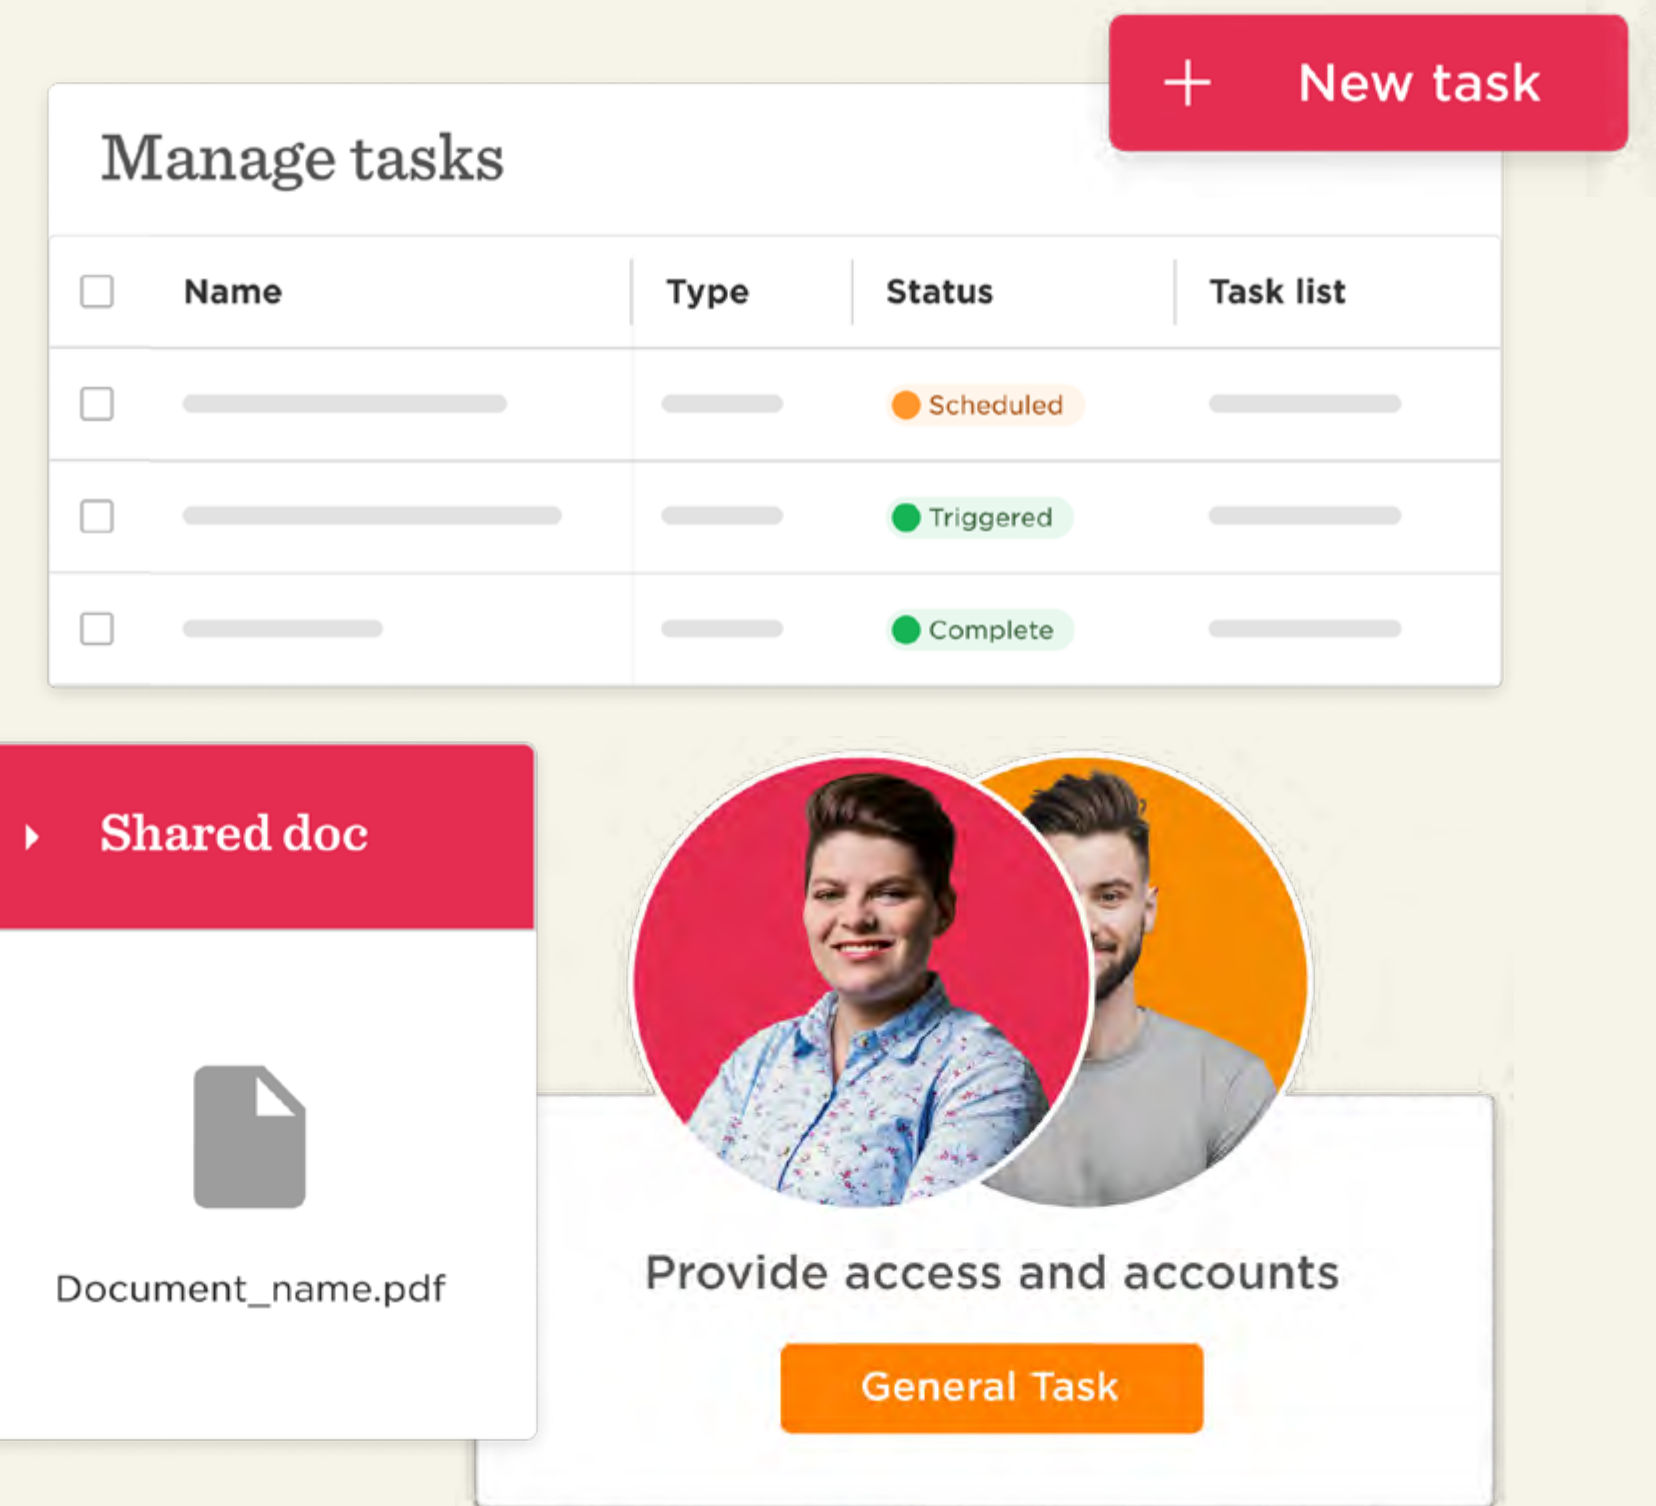 + New task
Manage tasks
Name Type Status Task list
Scheduled
Triggered
Complete
Shared doc
Document_name.pdf
Provide access and accounts
General Task